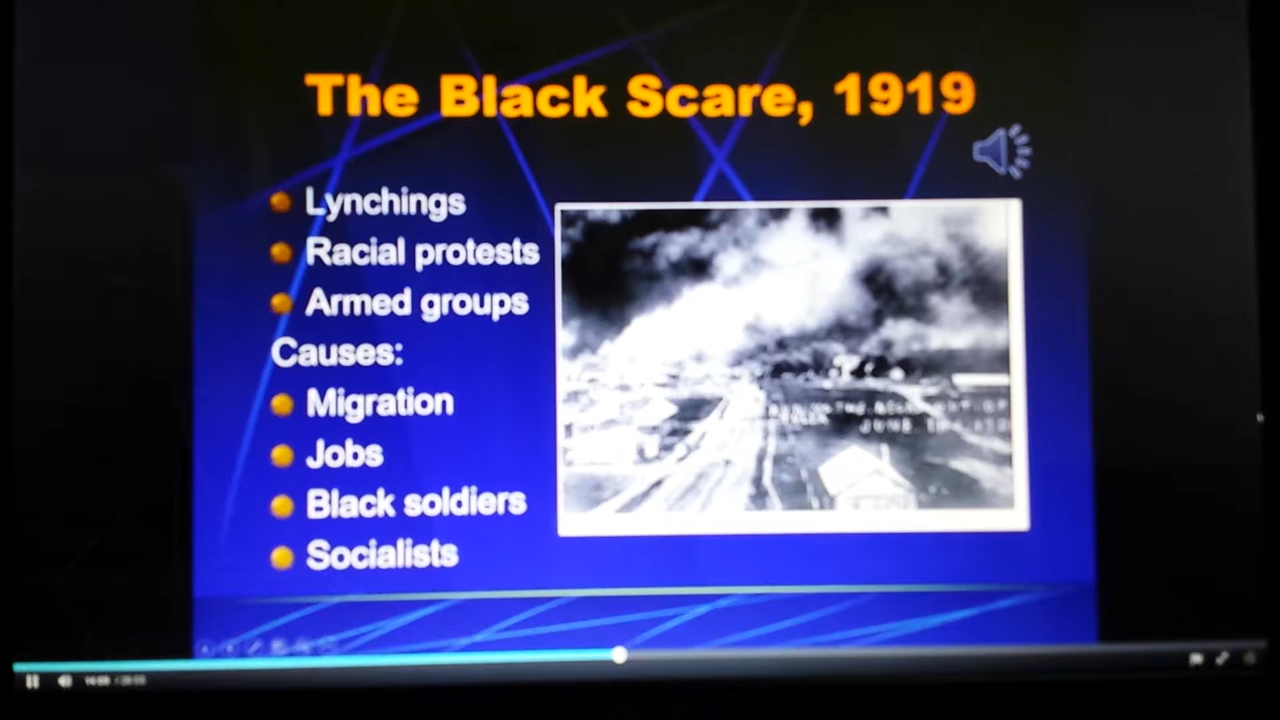 The Black Scare, 1919
Lynchings
Racial protests
Armed groups
Causes:
Migration
Jobs
Black soldiers
Socialists